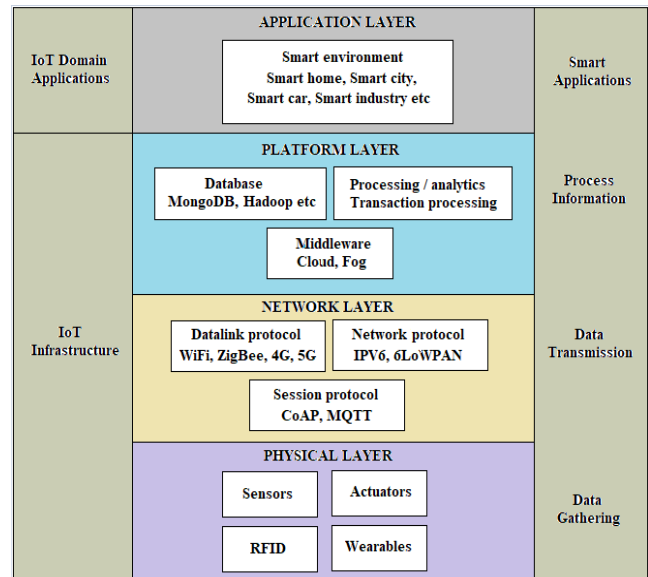 APPLICATION LAYER
IoT Domain
Applications
Smart environment
Smart home, Smart city,
Smart car, Smart industry etc
Smart
Applications
PLATFORM LAYER
Database
MongoDB, Hadoop etc
Processing / analytics
Transaction processing
Process
Information
Middleware
Cloud, Fog
NETWORK LAYER
IoT
Infrastructure
Datalink protocol
WiFi, ZigBee, 4G, 5G
Network protocol
IPV6, 6LoWPAN
Data
Transmission
Session protocol
CoAP, MQTT
PHYSICAL LAYER
Sensors
Actuators
Data
Gathering
RFID
Wearables